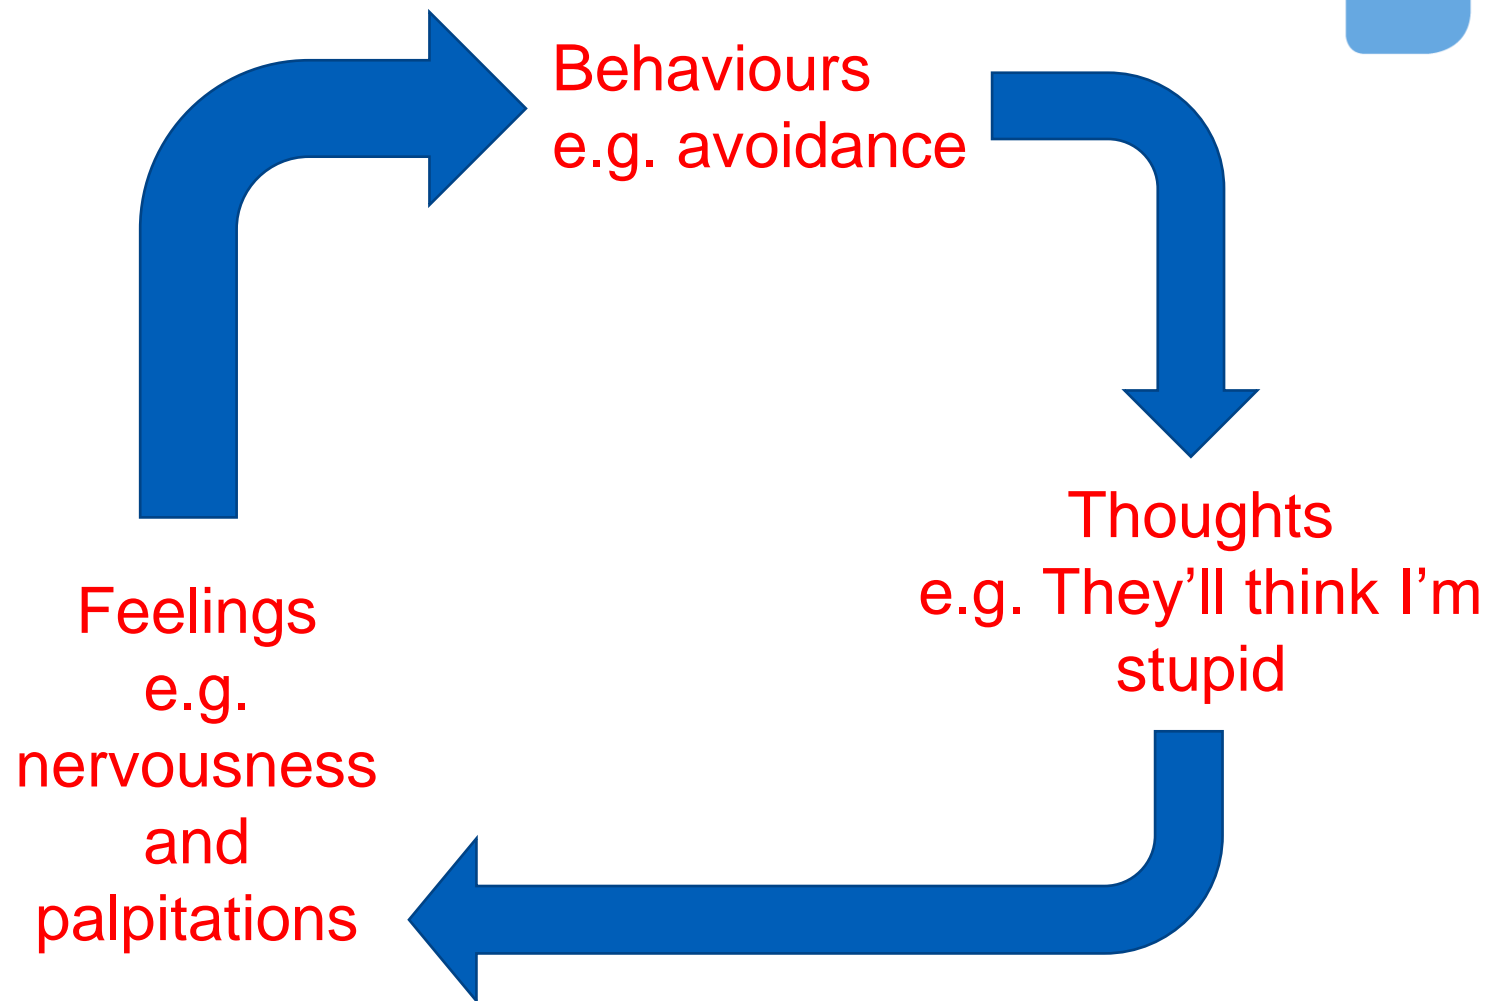 Behaviours
e.g. avoidance
Thoughts
e.g. They’ll think I’m
stupid
Feelings
e.g.
nervousness
and
palpitations